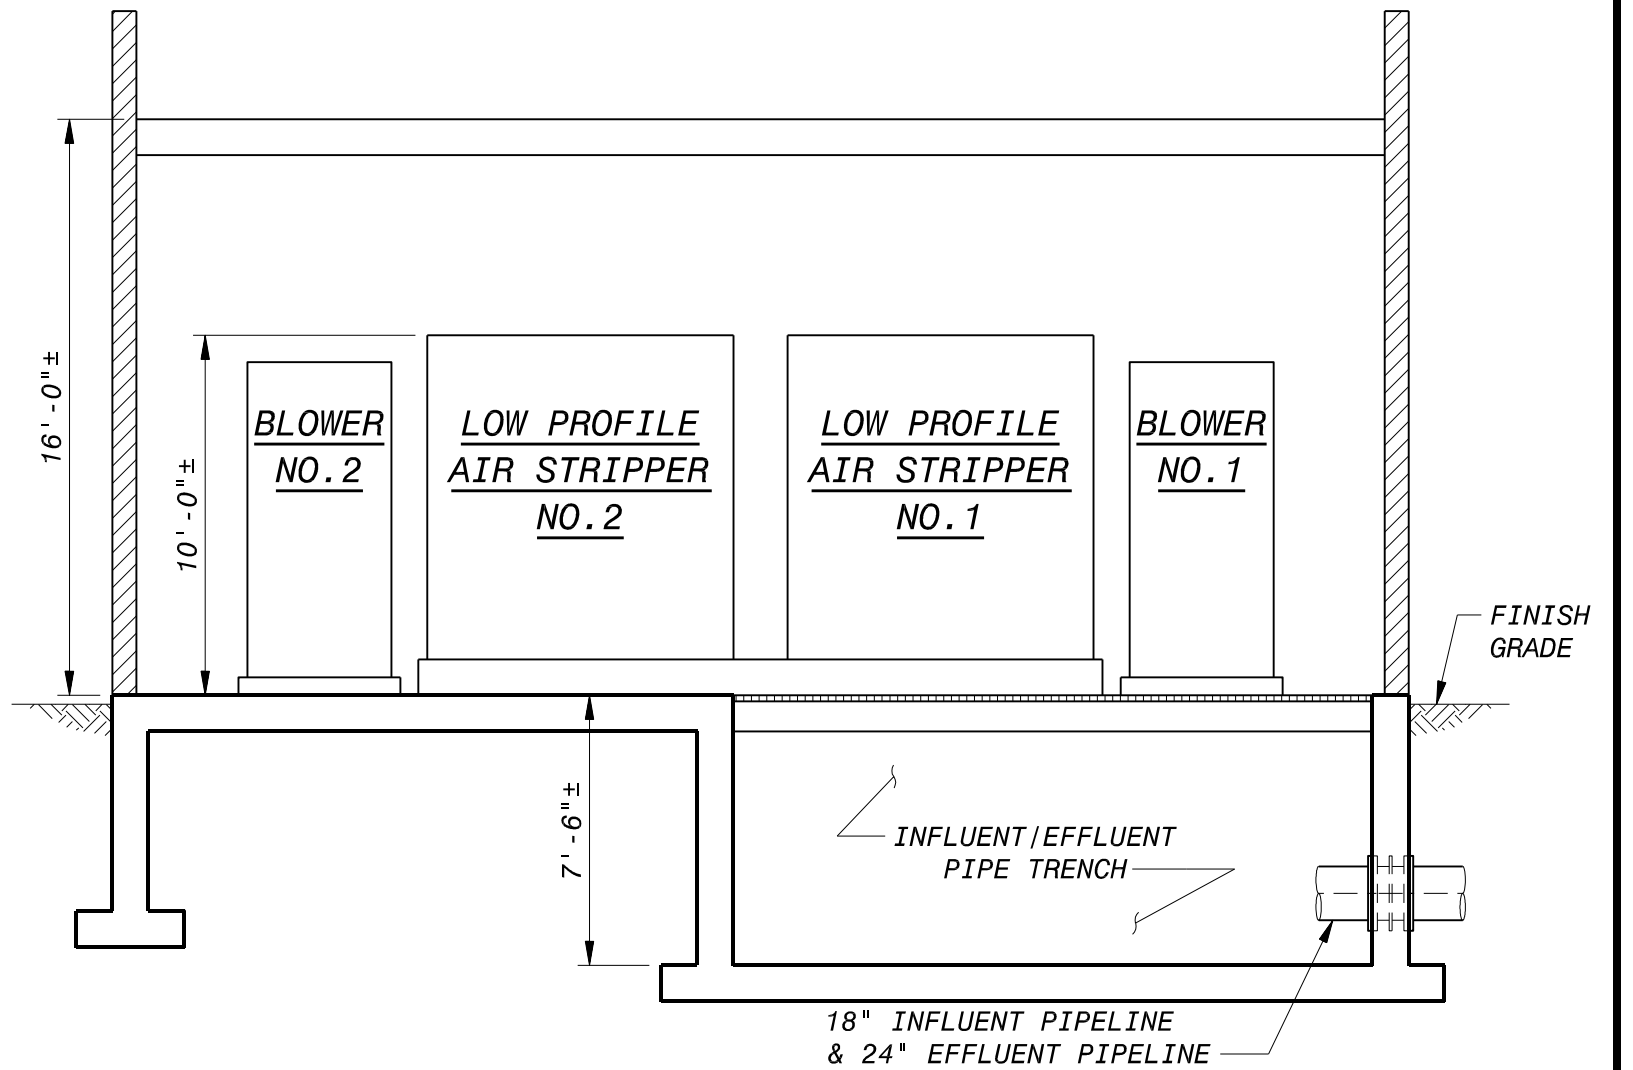 16'-0"±
10'-0"±
BLOWER
NO.2
LOW PROFILE
AIR STRIPPER
NO.2
LOW PROFILE
AIR STRIPPER
NO.1
BLOWER
NO.1
FINISH
GRADE
7'-6"±
INFLUENT/EFFLUENT
PIPE TRENCH
18" INFLUENT PIPELINE
& 24" EFFLUENT PIPELINE